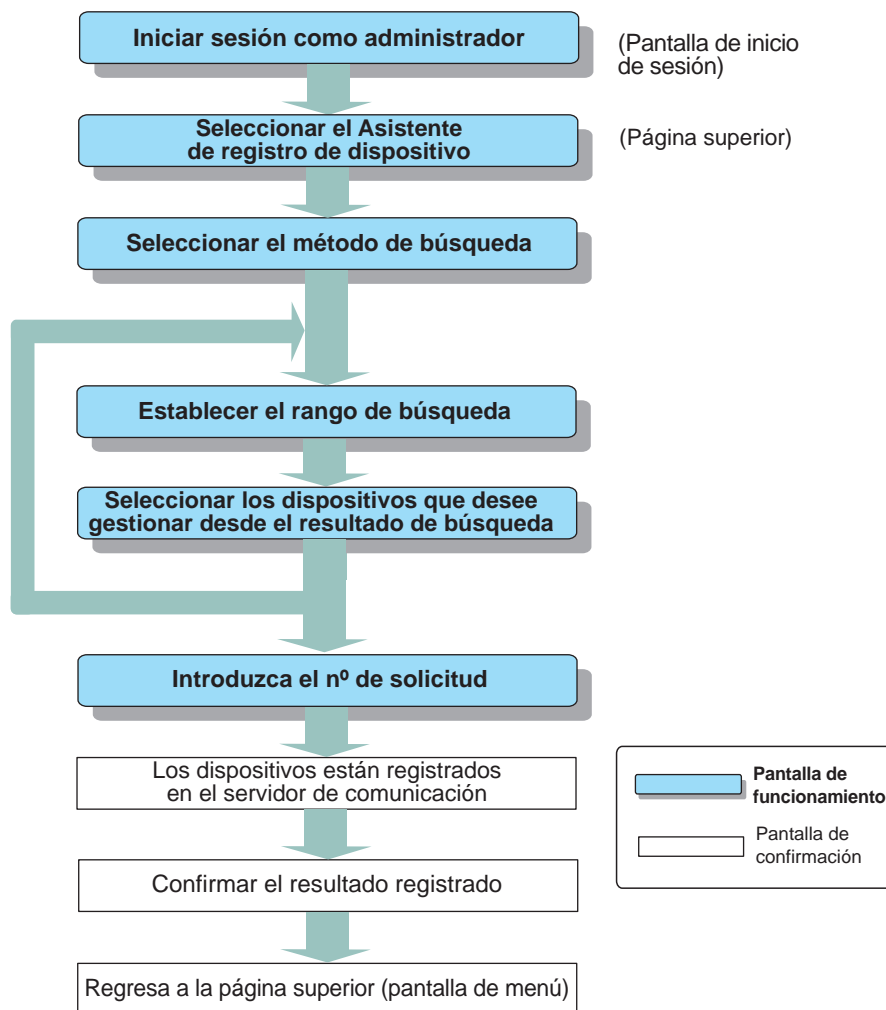 Iniciar sesión como administrador
(Pantalla de inicio
de sesión)
Seleccionar el Asistente
de registro de dispositivo
(Página superior)
Seleccionar el método de búsqueda
Establecer el rango de búsqueda
Seleccionar los dispositivos que desee
gestionar desde el resultado de búsqueda
Introduzca el nº de solicitud
Los dispositivos están registrados
en el servidor de comunicación
Confirmar el resultado registrado
Regresa a la página superior (pantalla de menú)
Pantalla de
funcionamiento
Pantalla de
confirmación